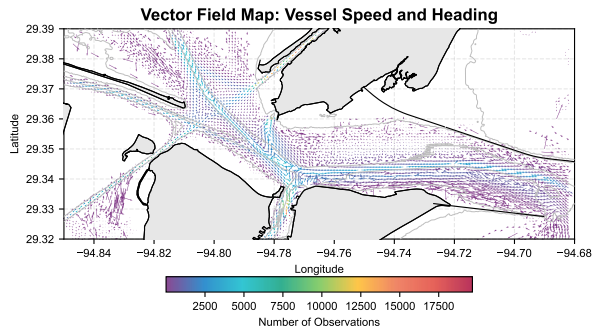 Vector Field Map: Vessel Speed and Heading
29.39
29.38
29.37
29.36
29.35
29.34
29.33
29.32
Latitude
−94.84 −94.82 −94.80 −94.78 −94.76 −94.74 −94.72 −94.70 −94.68
Longitude
2500 5000 7500 10000 12500 15000 17500
Number of Observations